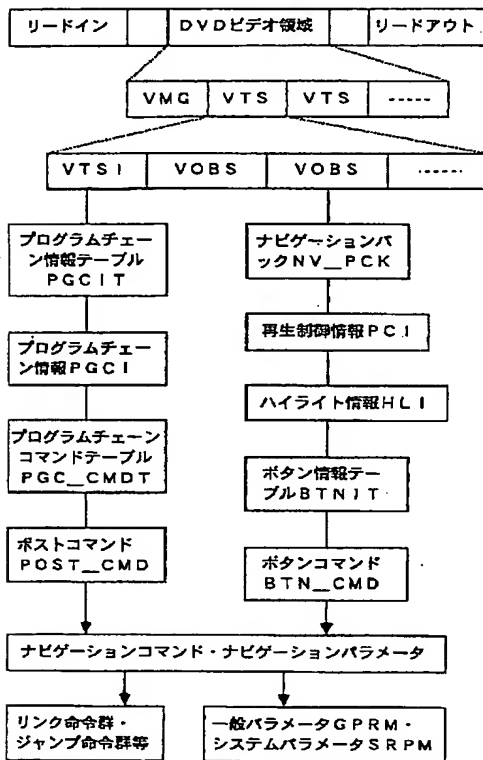 リードイン
DVDビデオ領域
リードアウト
VMG
VTS
VTS
-----
VTSI
VOBS
VOBS
------
プログラムチェー
ン情報テーブル
PGCIT
ナビゲーションパ
ックNV__PCK
プログラムチェー
ン情報PGCI
再生制御情報PCI
ハイライト情報HLI
プログラムチェーン
コマンドテーブル
PGC__CMDT
ボタン情報テー
ブルBTNIT
ポストコマンド
POST__CMD
ボタンコマンド
BTN__CMD
ナビゲーションコマンド・ナビゲーションパラメータ
リンク命令群・
ジャンプ命令群等
一般パラメータGPRM・
システムパラメータSRPM